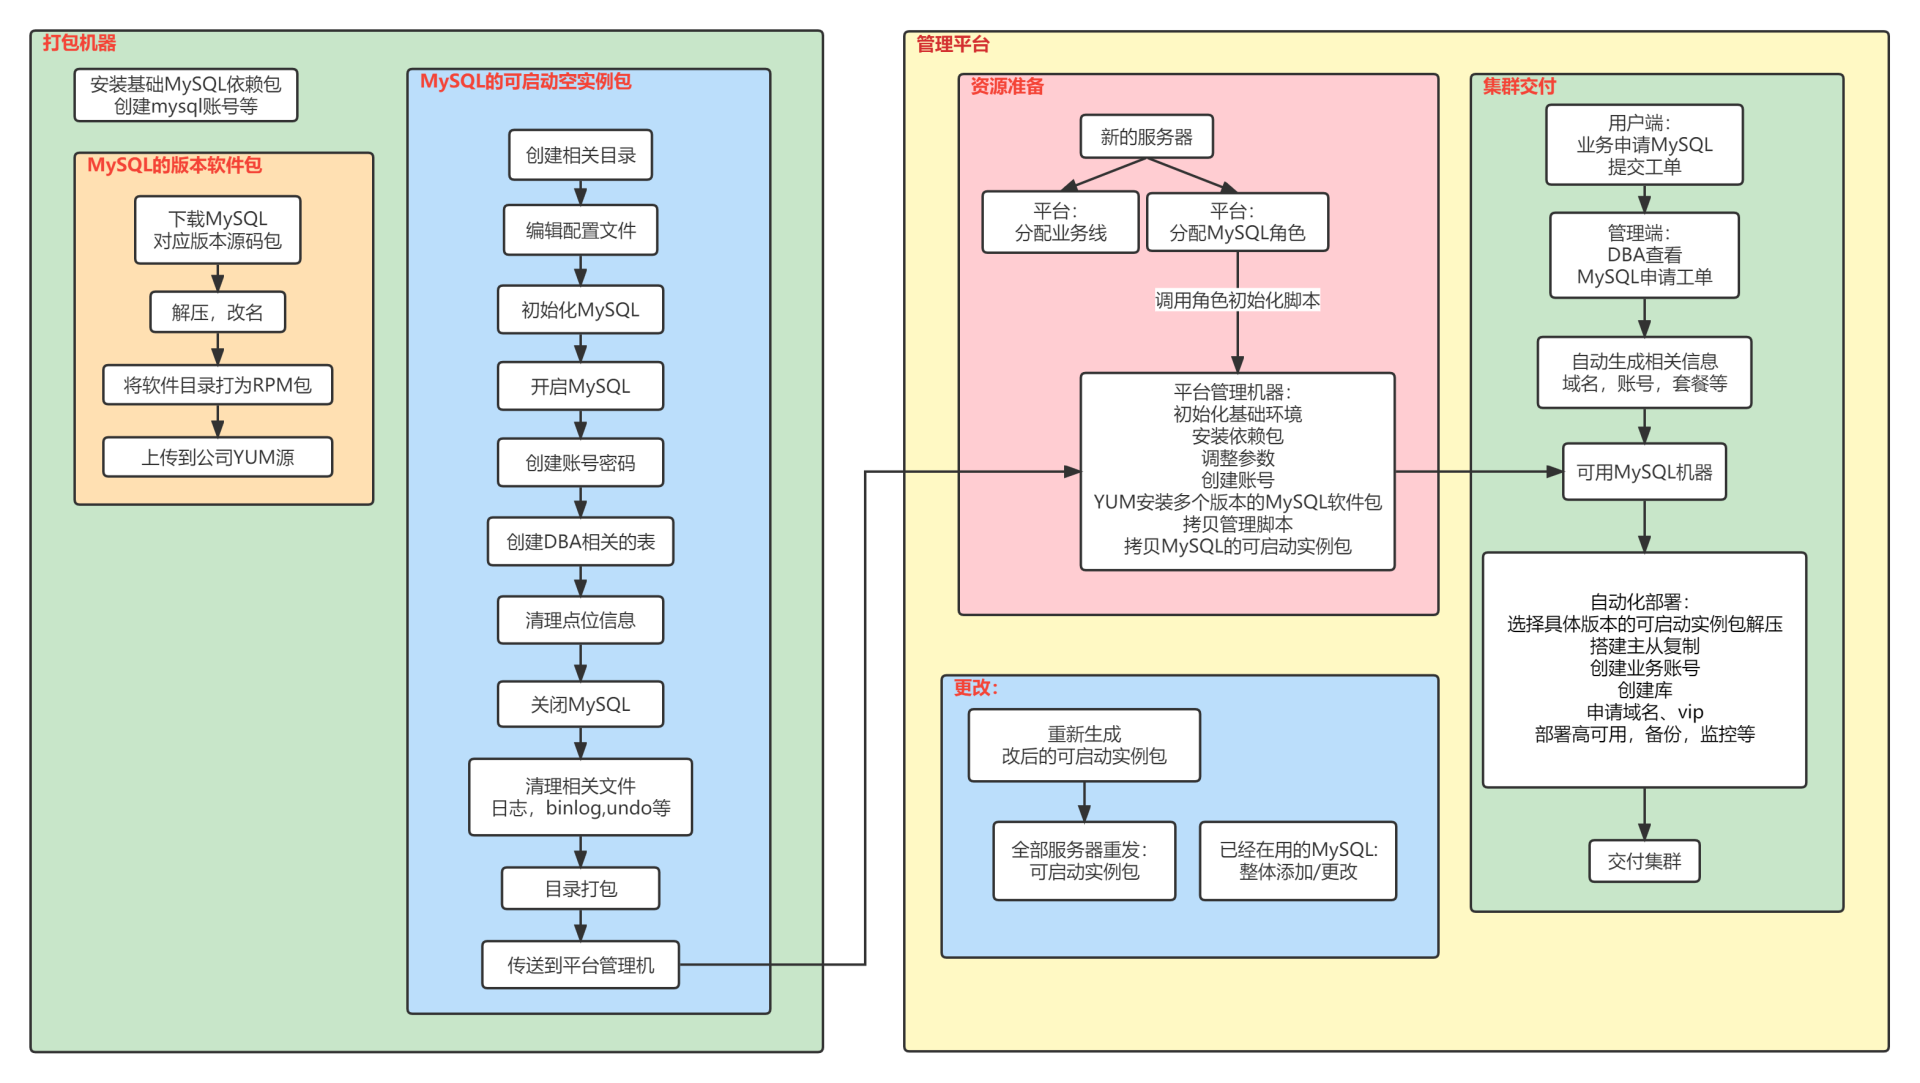 打包机器
安装基础MySQL依赖包
创建mysql账号等
MySQL的版本软件包
下载MySQL
对应版本源码包
解压，改名
将软件目录打为RPM包
上传到公司YUM源
MySQL的可启动空实例包
创建相关目录
编辑配置文件
初始化MySQL
开启MySQL
创建账号密码
创建DBA相关的表
清理点位信息
关闭MySQL
清理相关文件
日志，binlog,undo等
目录打包
传送到平台管理机
管理平台
资源准备
新的服务器
平台：
分配业务线
平台：
分配MySQL角色
调用角色初始化脚本
平台管理机器：
初始化基础环境
安装依赖包
调整参数
创建账号
YUM安装多个版本的MySQL软件包
拷贝管理脚本
拷贝MySQL的可启动实例包
更改：
重新生成
改后的可启动实例包
全部服务器重发：
可启动实例包
已经在用的MySQL:
整体添加/更改
集群交付
用户端：
业务申请MySQL
提交工单
管理端：
DBA查看
MySQL申请工单
自动生成相关信息
域名，账号，套餐等
可用MySQL机器
自动化部署：
选择具体版本的可启动实例包解压
搭建主从复制
创建业务账号
创建库
申请域名、vip
部署高可用，备份，监控等
交付集群